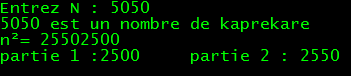 Entrez N : 5050
5050 est un nombre de kaprekare
n²= 25502500
partie 1 :2500     partie 2 : 2550